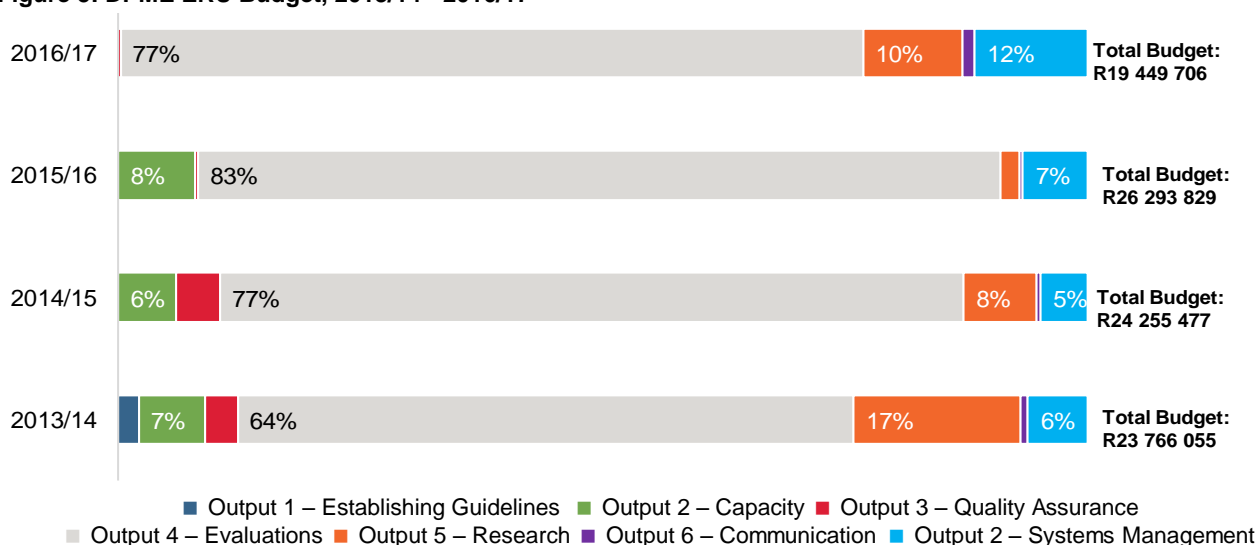 2016/17 77% 10% 12% Total Budget:
R19 449 706
2015/16 8% 83% 7% Total Budget:
R26 293 829
2014/15 6% 77% 8% 5% Total Budget:
R24 255 477
2013/14 7% 64% 17% 6% Total Budget:
R23 766 055
Output 1 – Establishing Guidelines Output 2 – Capacity Output 3 – Quality Assurance
Output 4 – Evaluations Output 5 – Research Output 6 – Communication Output 2 – Systems Management